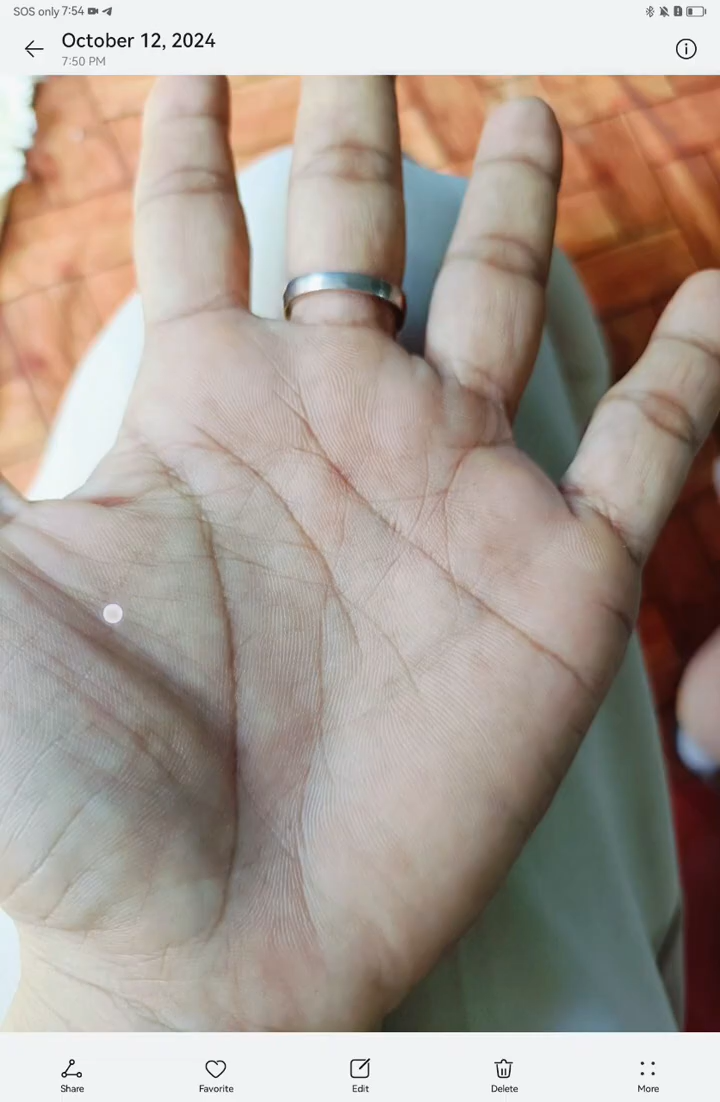 SOS only 7:54
October 12, 2024
7:50 PM
Share
Favorite
Edit
Delete
More